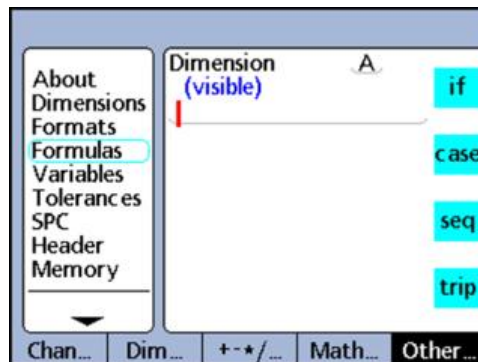 About
Dimensions
Formats
Formulas
Variables
Tolerances
SPC
Header
Memory
Dimension A
(visible)
if
case
seq
trip
Chan... Dim... +-*/... Math... Other...